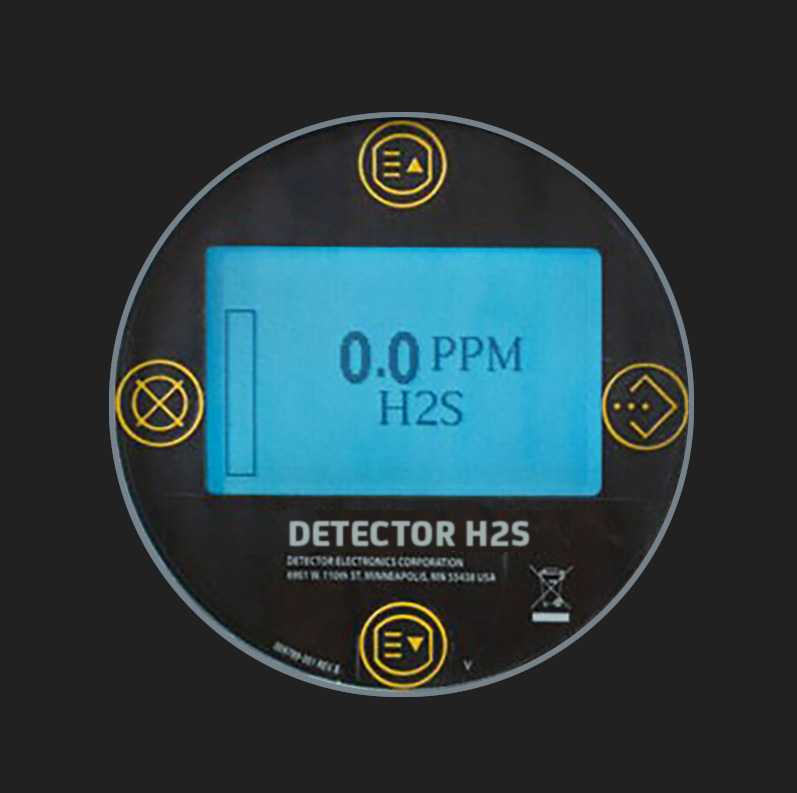 0.0 PPM
H2S
DETECTOR H2S
DETECTOR ELECTRONICS CORPORATION
6901 W. 110th ST, MINNEAPOLIS, MN 55438 USA
V